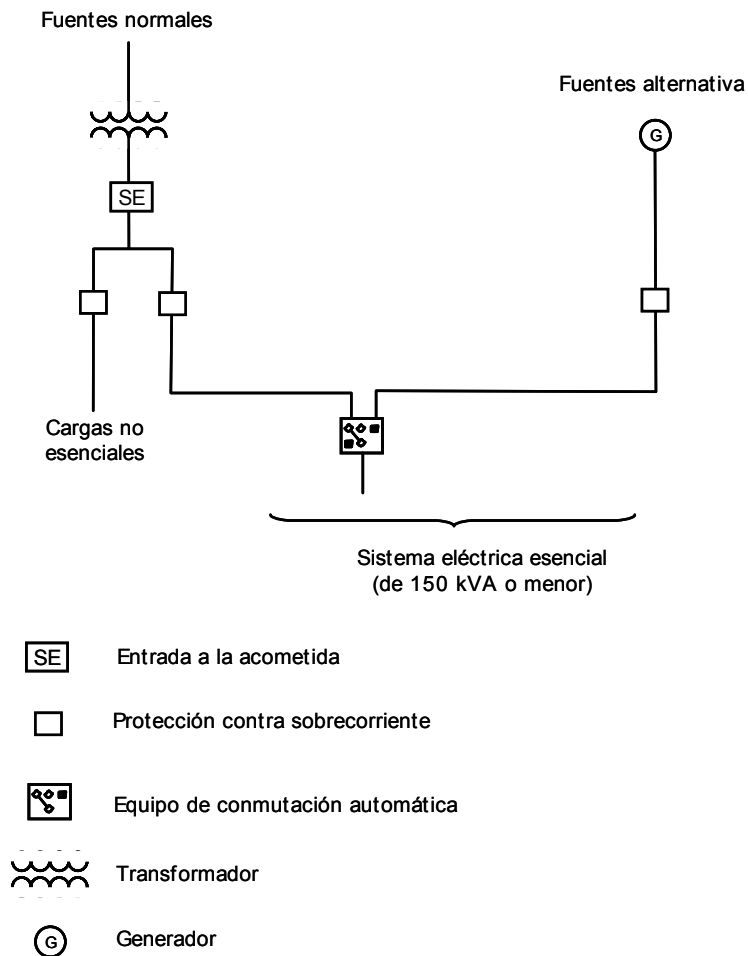 Fuentes normales
Fuentes alternativa
G
SE
Cargas no
esenciales
Sistema eléctrica esencial
(de 150 kVA o menor)
SE Entrada a la acometida
Protección contra sobrecorriente
Equipo de conmutación automática
Transformador
G Generador